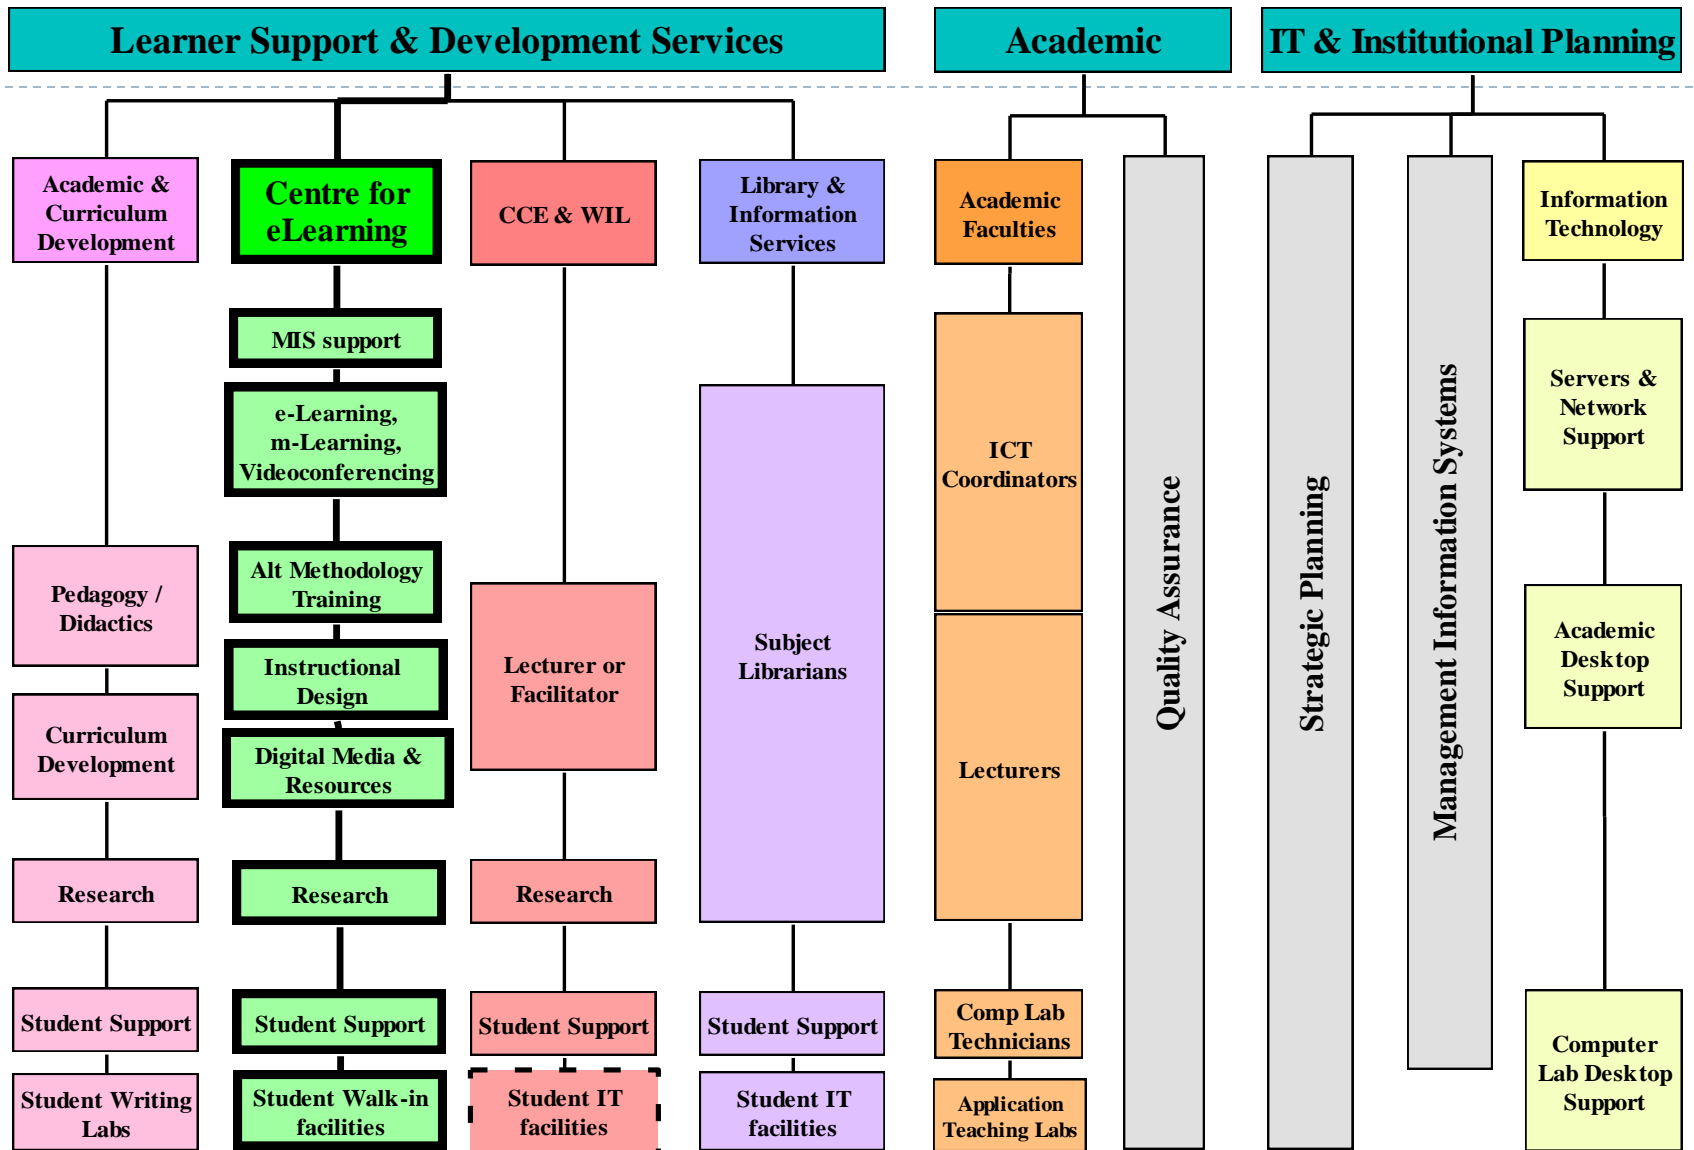 Learner Support & Development Services
Academic
IT & Institutional Planning
Academic &
Curriculum
Development
Pedagogy /
Didactics
Curriculum
Development
Research
Student Support
Student Writing
Labs
Centre for
eLearning
MIS support
e-Learning,
m-Learning,
Videoconferencing
Alt Methodology
Training
Instructional
Design
Digital Media &
Resources
Research
Student Support
Student Walk-in
facilities
CCE & WIL
Lecturer or
Facilitator
Research
Student Support
Student IT
facilities
Library &
Information
Services
Subject
Librarians
Student Support
Student IT
facilities
Academic
Faculties
ICT
Coordinators
Lecturers
Comp Lab
Technicians
Application
Teaching Labs
Quality Assurance
Strategic Planning
Management Information Systems
Information
Technology
Servers &
Network
Support
Academic
Desktop
Support
Computer
Lab Desktop
Support